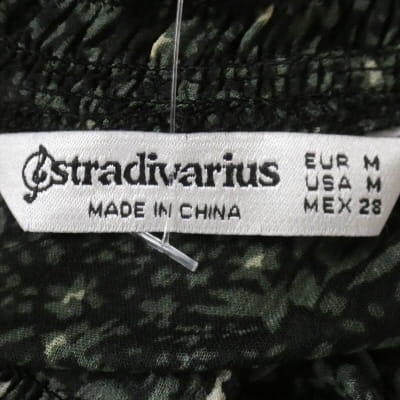 stradivarius
MADE IN CHINA
EUR M
USA M
MEX 28